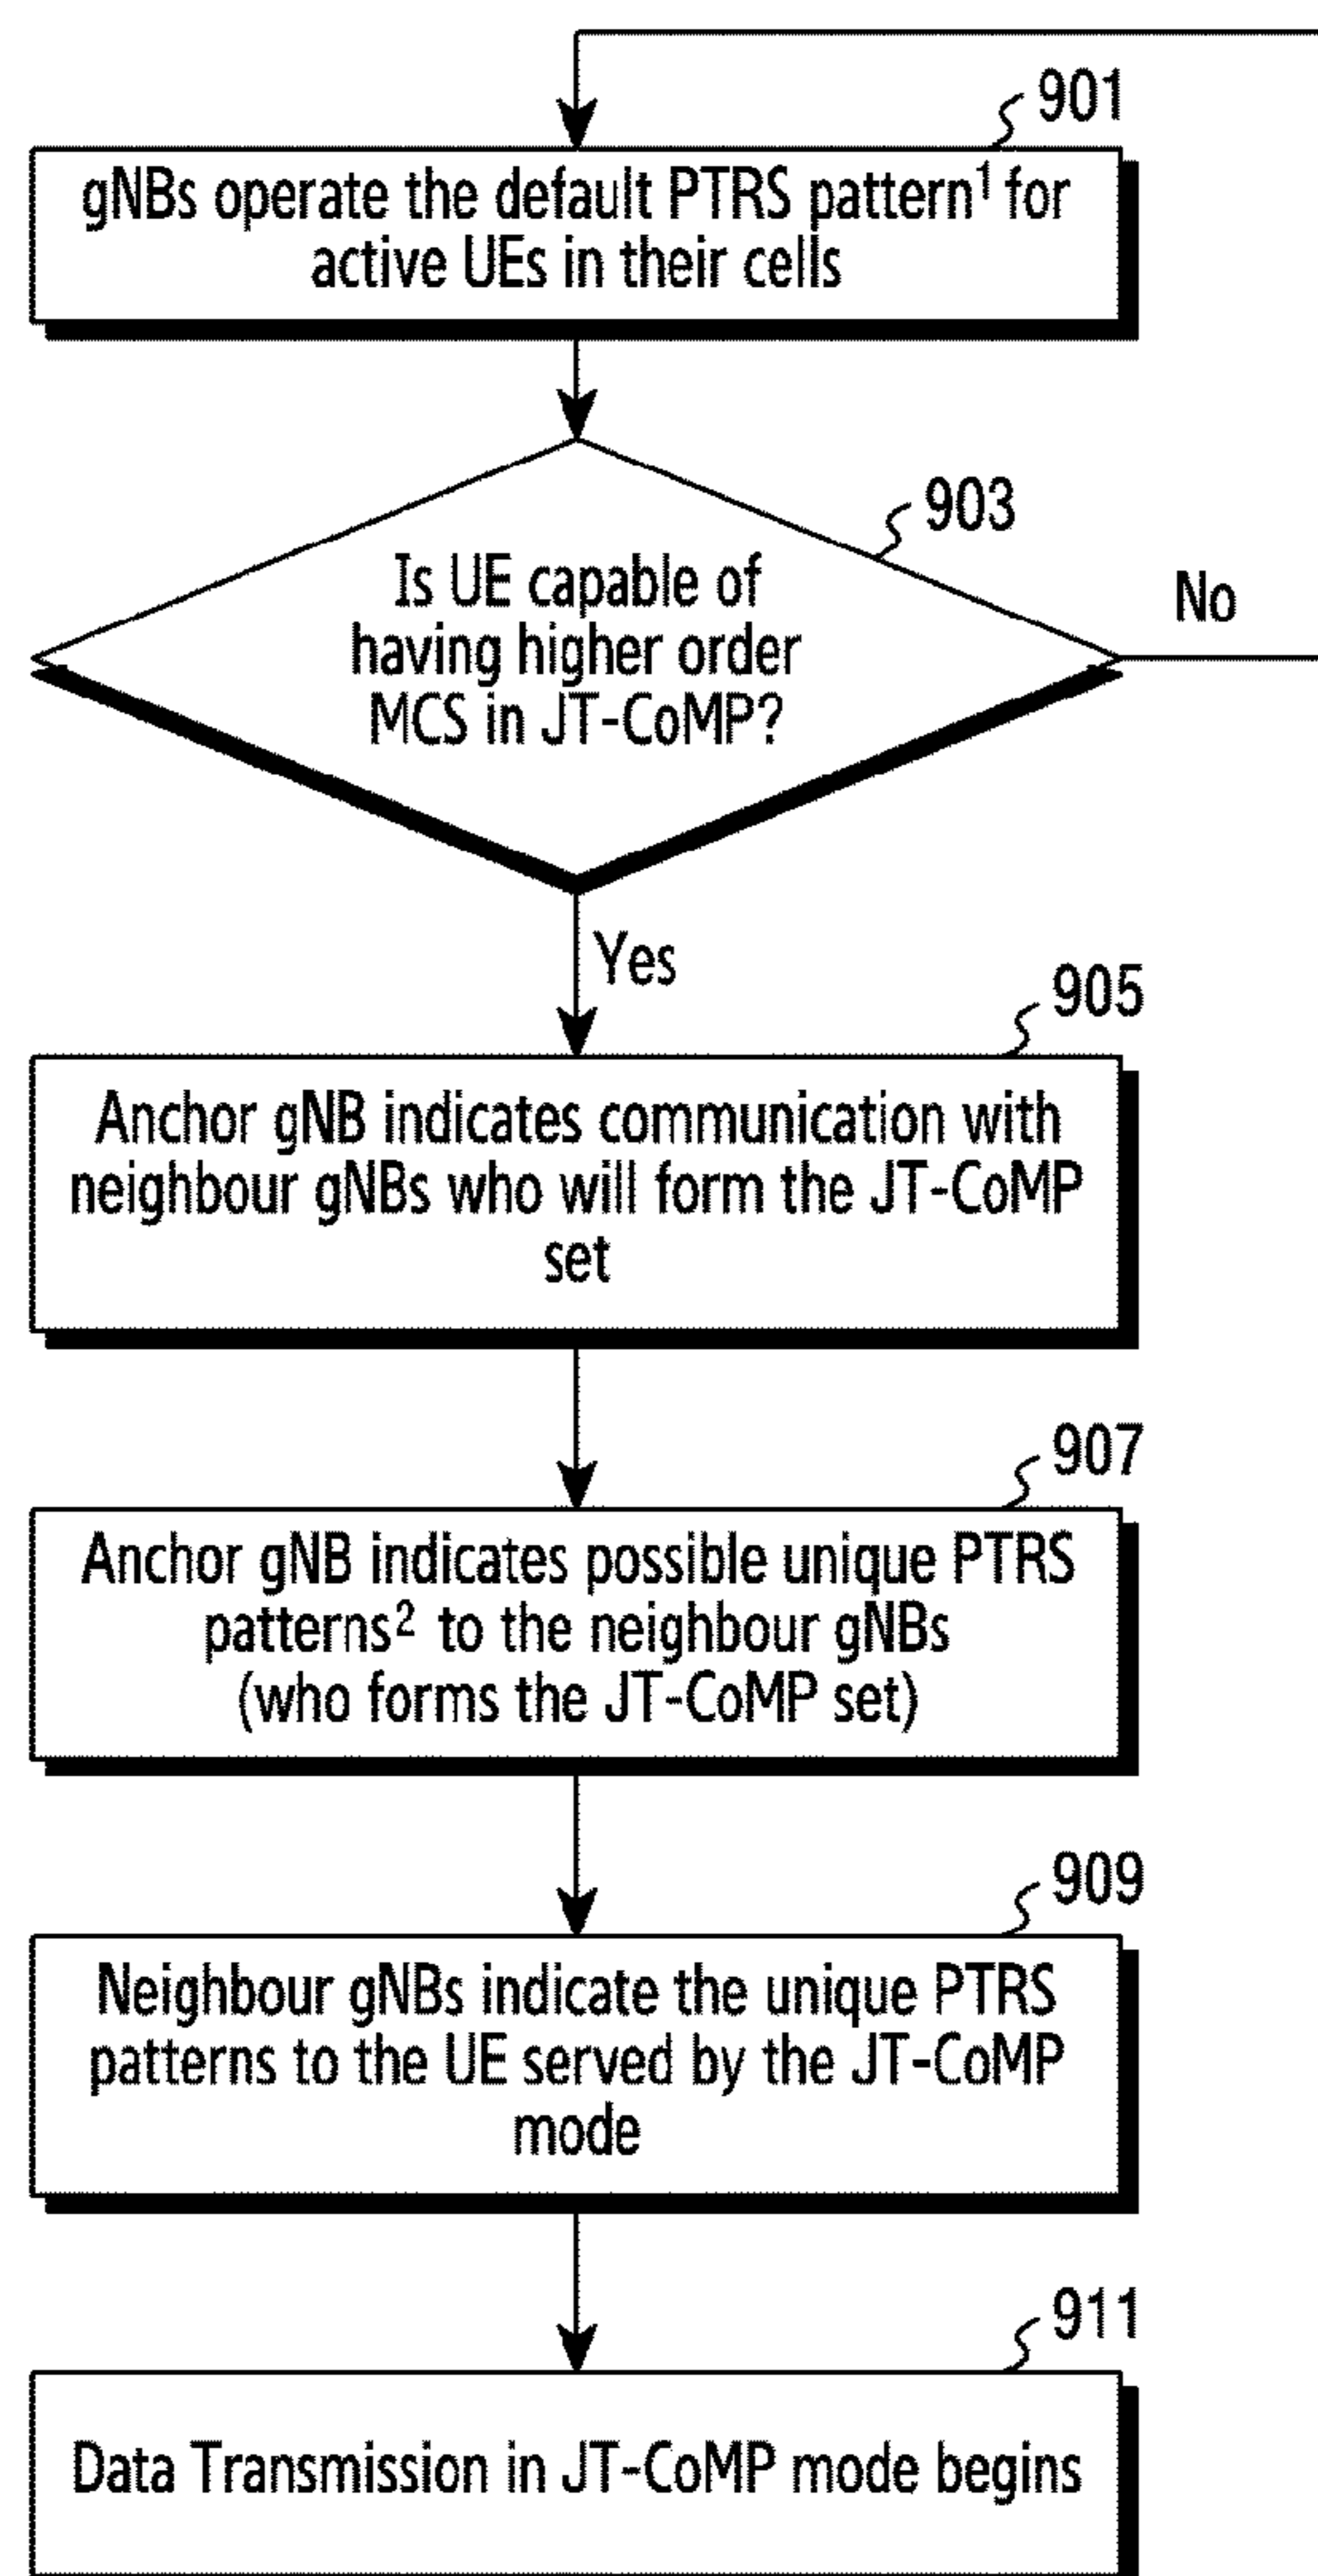 901
gNBs operate the default PTRS pattern¹ for
active UEs in their cells
903
Is UE capable of
having higher order
MCS in JT-CoMP?
No
Yes
905
Anchor gNB indicates communication with
neighbour gNBs who will form the JT-CoMP
set
907
Anchor gNB indicates possible unique PTRS
patterns² to the neighbour gNBs
(who forms the JT-CoMP set)
909
Neighbour gNBs indicate the unique PTRS
patterns to the UE served by the JT-CoMP
mode
911
Data Transmission in JT-CoMP mode begins